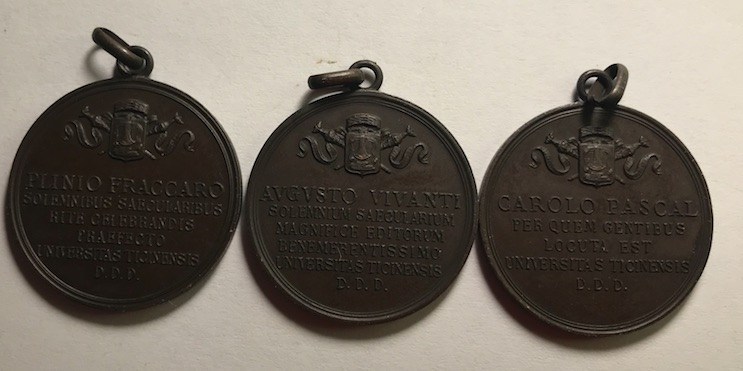 PLINIO FRACCARO
SOLEMNIBUS SAECULARIBUS
RITE CELEBRANDIS
PRAEFECTO
UNIVERSITAS TICINENSIS
D.D.D.
AVGVSTO VIVANTI
SOLEMNIUM SAECULARIUM
MAGNIFICE EDITORUM
BENEMERENTISSIMO
UNIVERSITAS TICINENSIS
D.D.D.
CAROLO PASCAL
PER QUEM GENTIBUS
LOCUTA EST
UNIVERSITAS TICINENSIS
D.D.D.